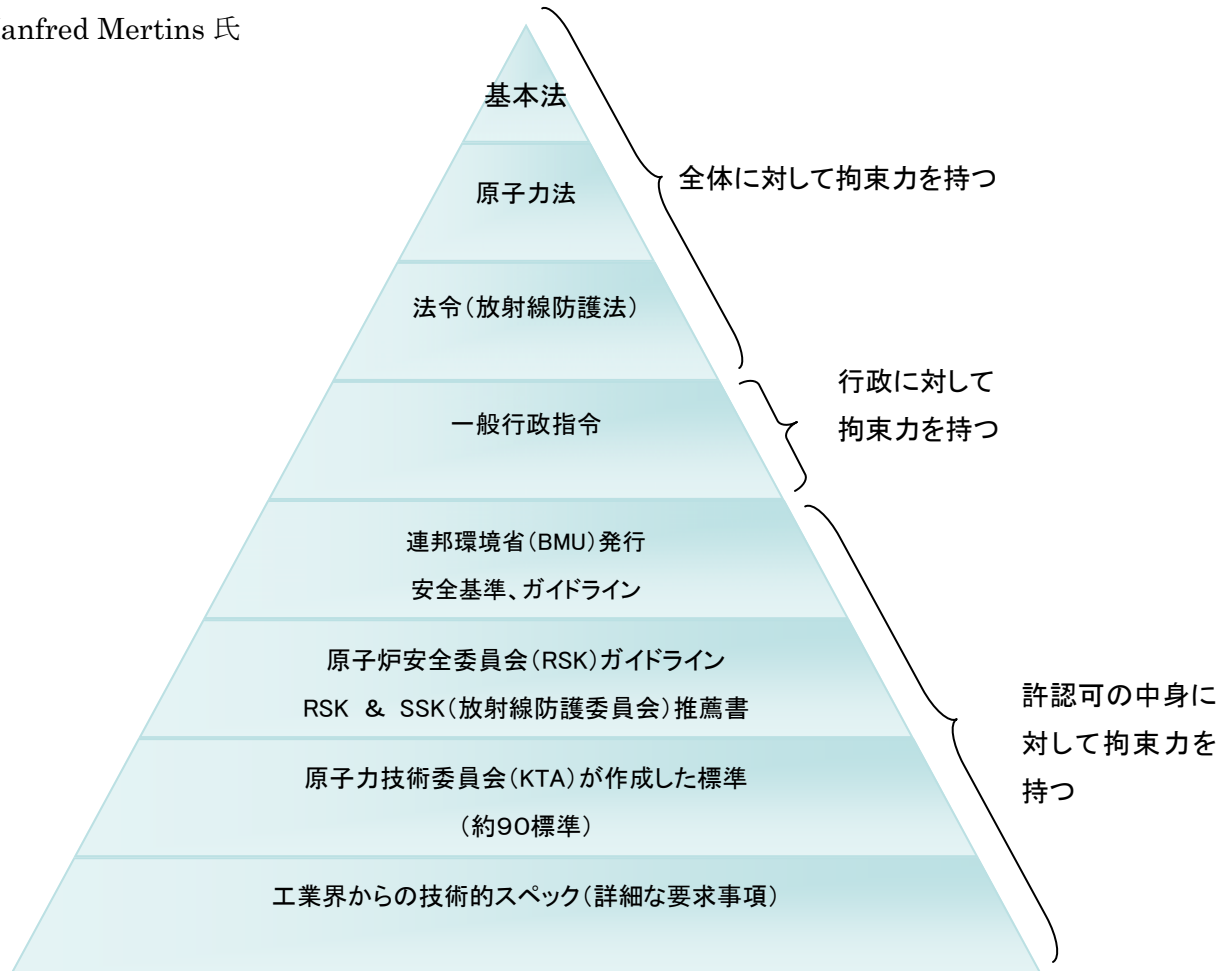 anfred Mertins 氏
基本法
全体に対して拘束力を持つ
原子力法
法令（放射線防護法）
行政に対して
拘束力を持つ
一般行政指令
連邦環境省（BMU）発行
安全基準、ガイドライン
原子炉安全委員会（RSK）ガイドライン
RSK ＆ SSK（放射線防護委員会）推薦書
許認可の中身に
対して拘束力を
持つ
原子力技術委員会（KTA）が作成した標準
（約９０標準）
工業界からの技術的スペック（詳細な要求事項）